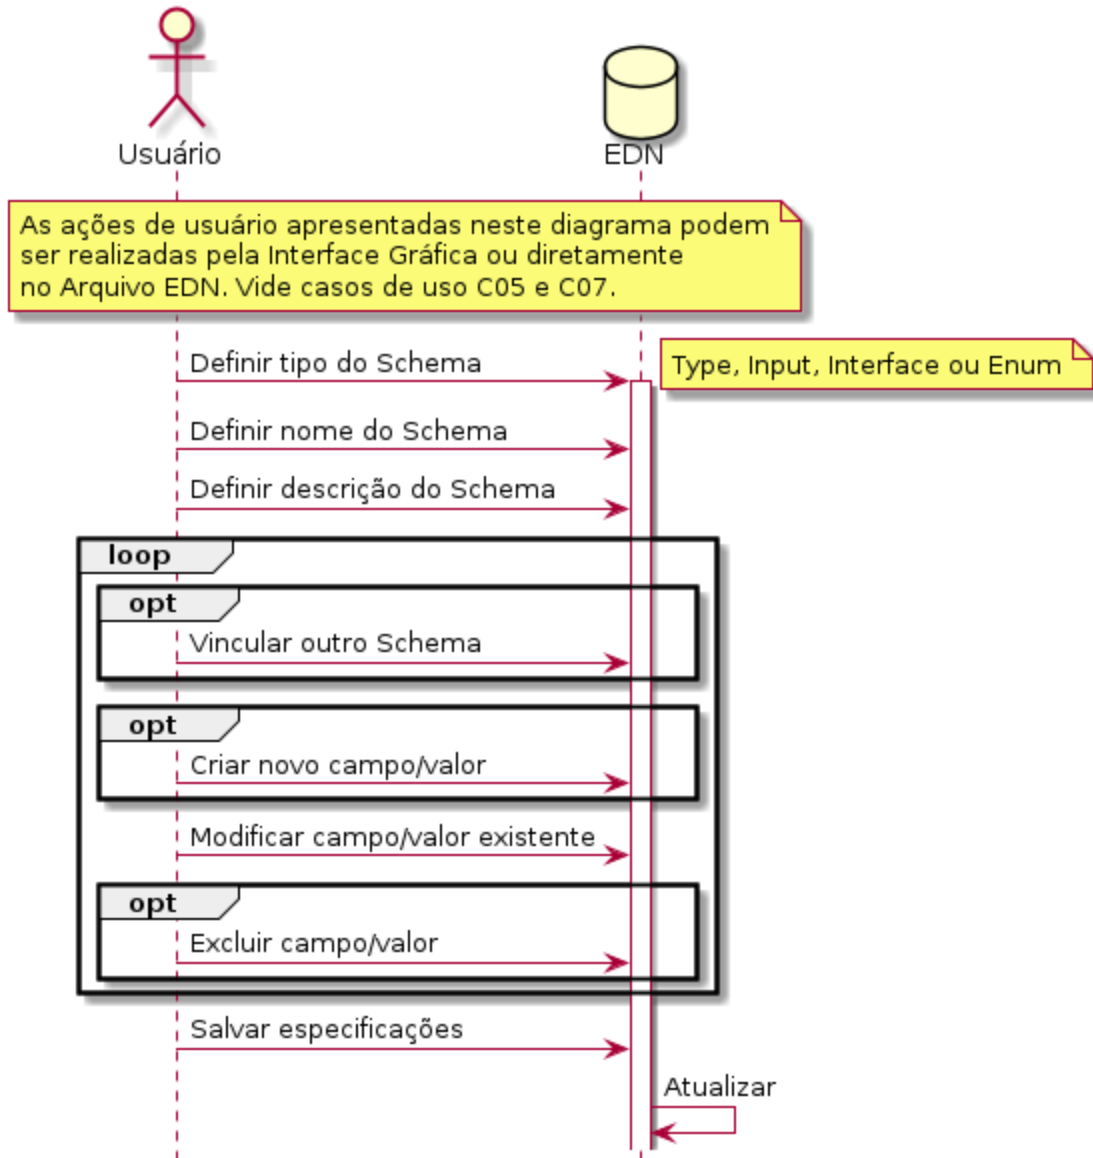 Usuário
EDN
As ações de usuário apresentadas neste diagrama podem
ser realizadas pela Interface Gráfica ou diretamente
no Arquivo EDN. Vide casos de uso C05 e C07.
Definir tipo do Schema
Type, Input, Interface ou Enum
Definir nome do Schema
Definir descrição do Schema
loop
opt
Vincular outro Schema
opt
Criar novo campo/valor
Modificar campo/valor existente
opt
Excluir campo/valor
Salvar especificações
Atualizar